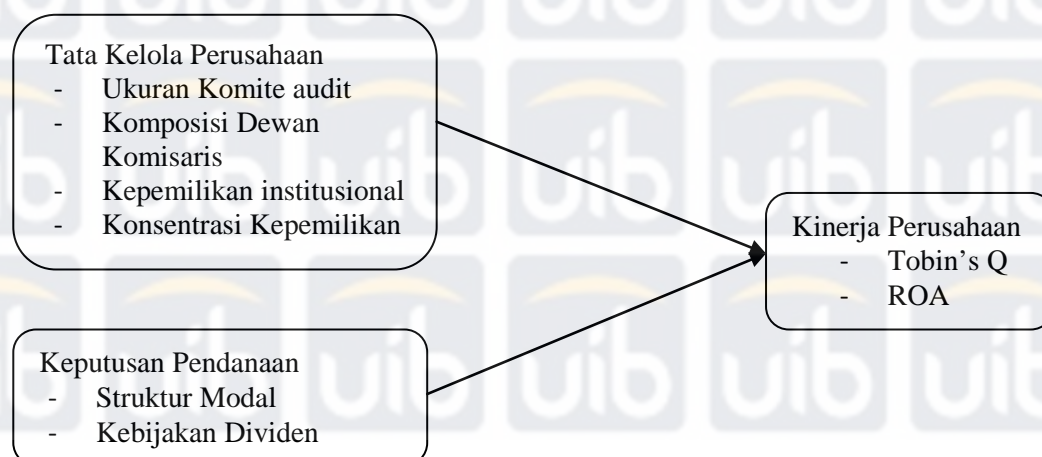 Tata Kelola Perusahaan
- Ukuran Komite audit
- Komposisi Dewan
Komisaris
- Kepemilikan institusional
- Konsentrasi Kepemilikan
Keputusan Pendanaan
- Struktur Modal
- Kebijakan Dividen
Kinerja Perusahaan
- Tobin’s Q
- ROA
uib